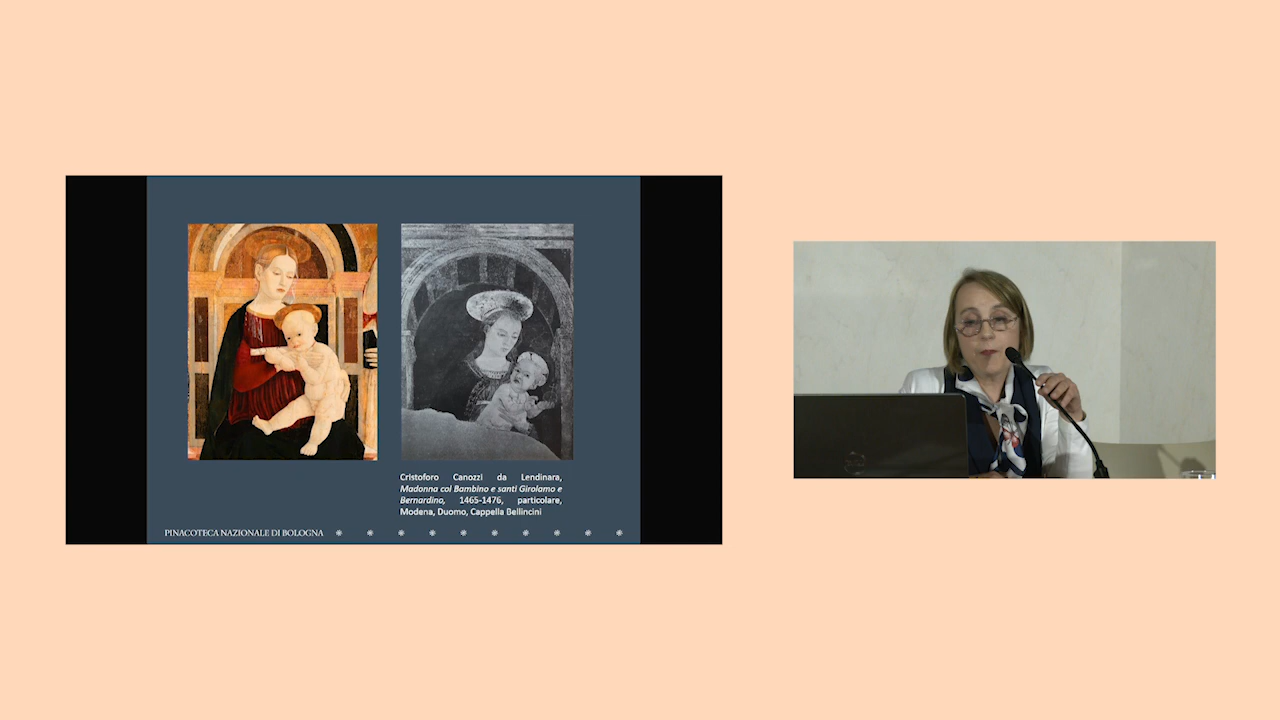 Cristoforo Canozzi da Lendinara,
Madonna col Bambino e santi Girolamo e
Bernardino, 1465-1476, particolare,
Modena, Duomo, Cappella Bellincini
PINACOTECA NAZIONALE DI BOLOGNA